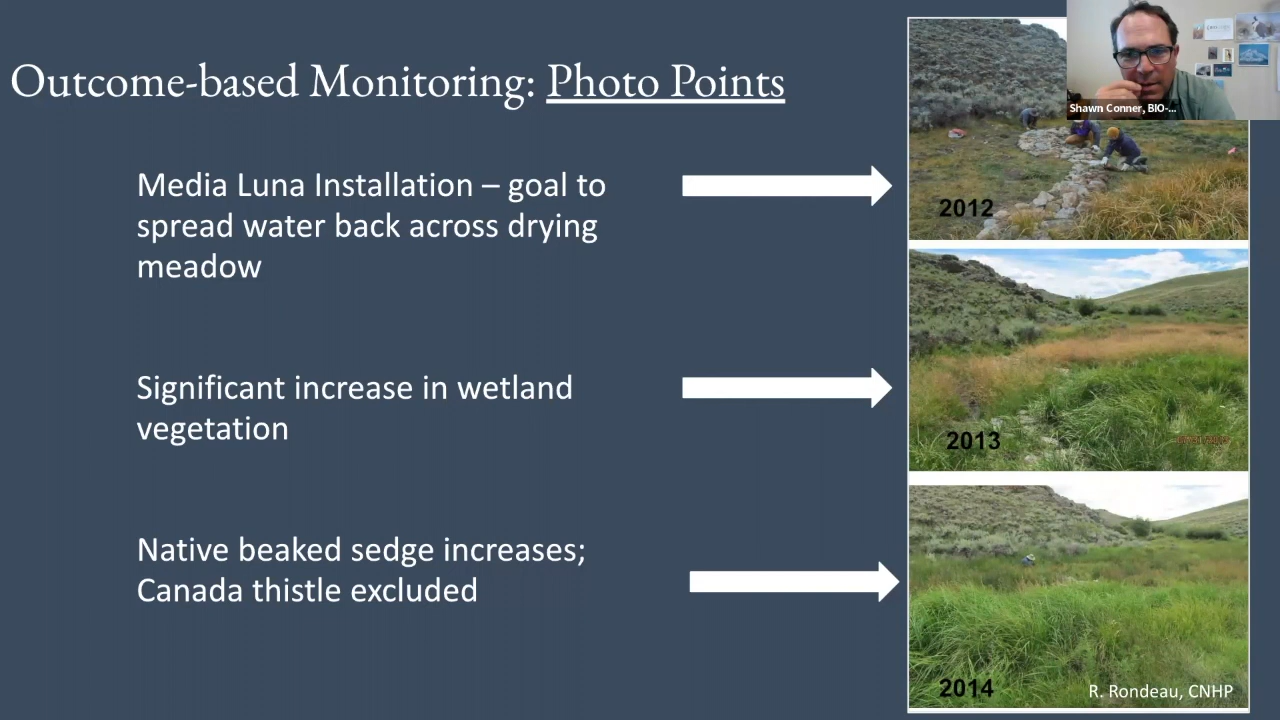 Outcome-based Monitoring: Photo Points
Shawn Conner, BIO-...
Media Luna Installation – goal to
spread water back across drying
meadow
2012
Significant increase in wetland
vegetation
2013
Native beaked sedge increases;
Canada thistle excluded
2014
R. Rondeau, CNHP